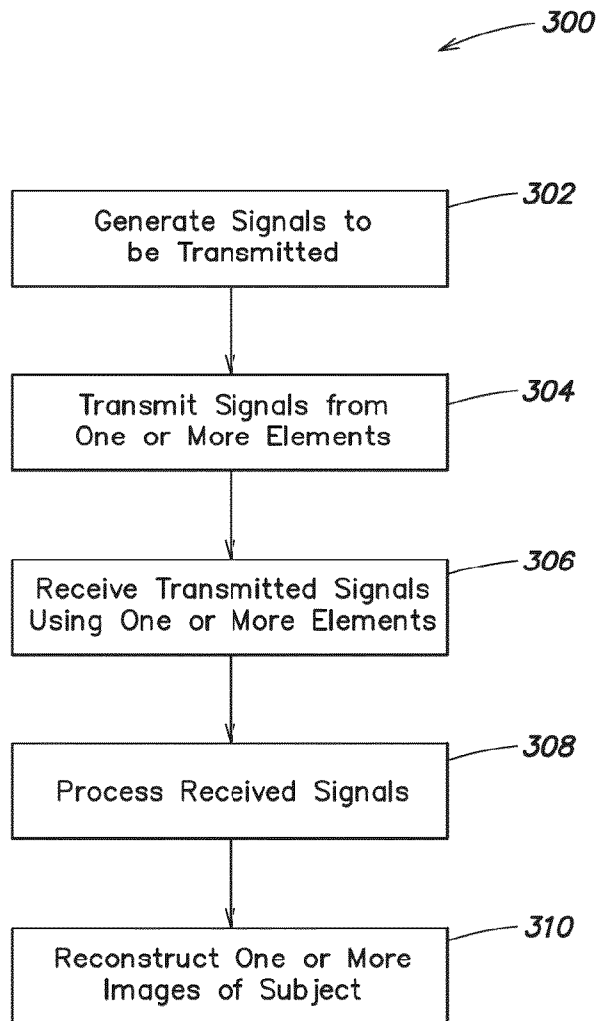 300
302
Generate Signals to
be Transmitted
304
Transmit Signals from
One or More Elements
306
Receive Transmitted Signals
Using One or More Elements
308
Process Received Signals
310
Reconstruct One or More
Images of Subject